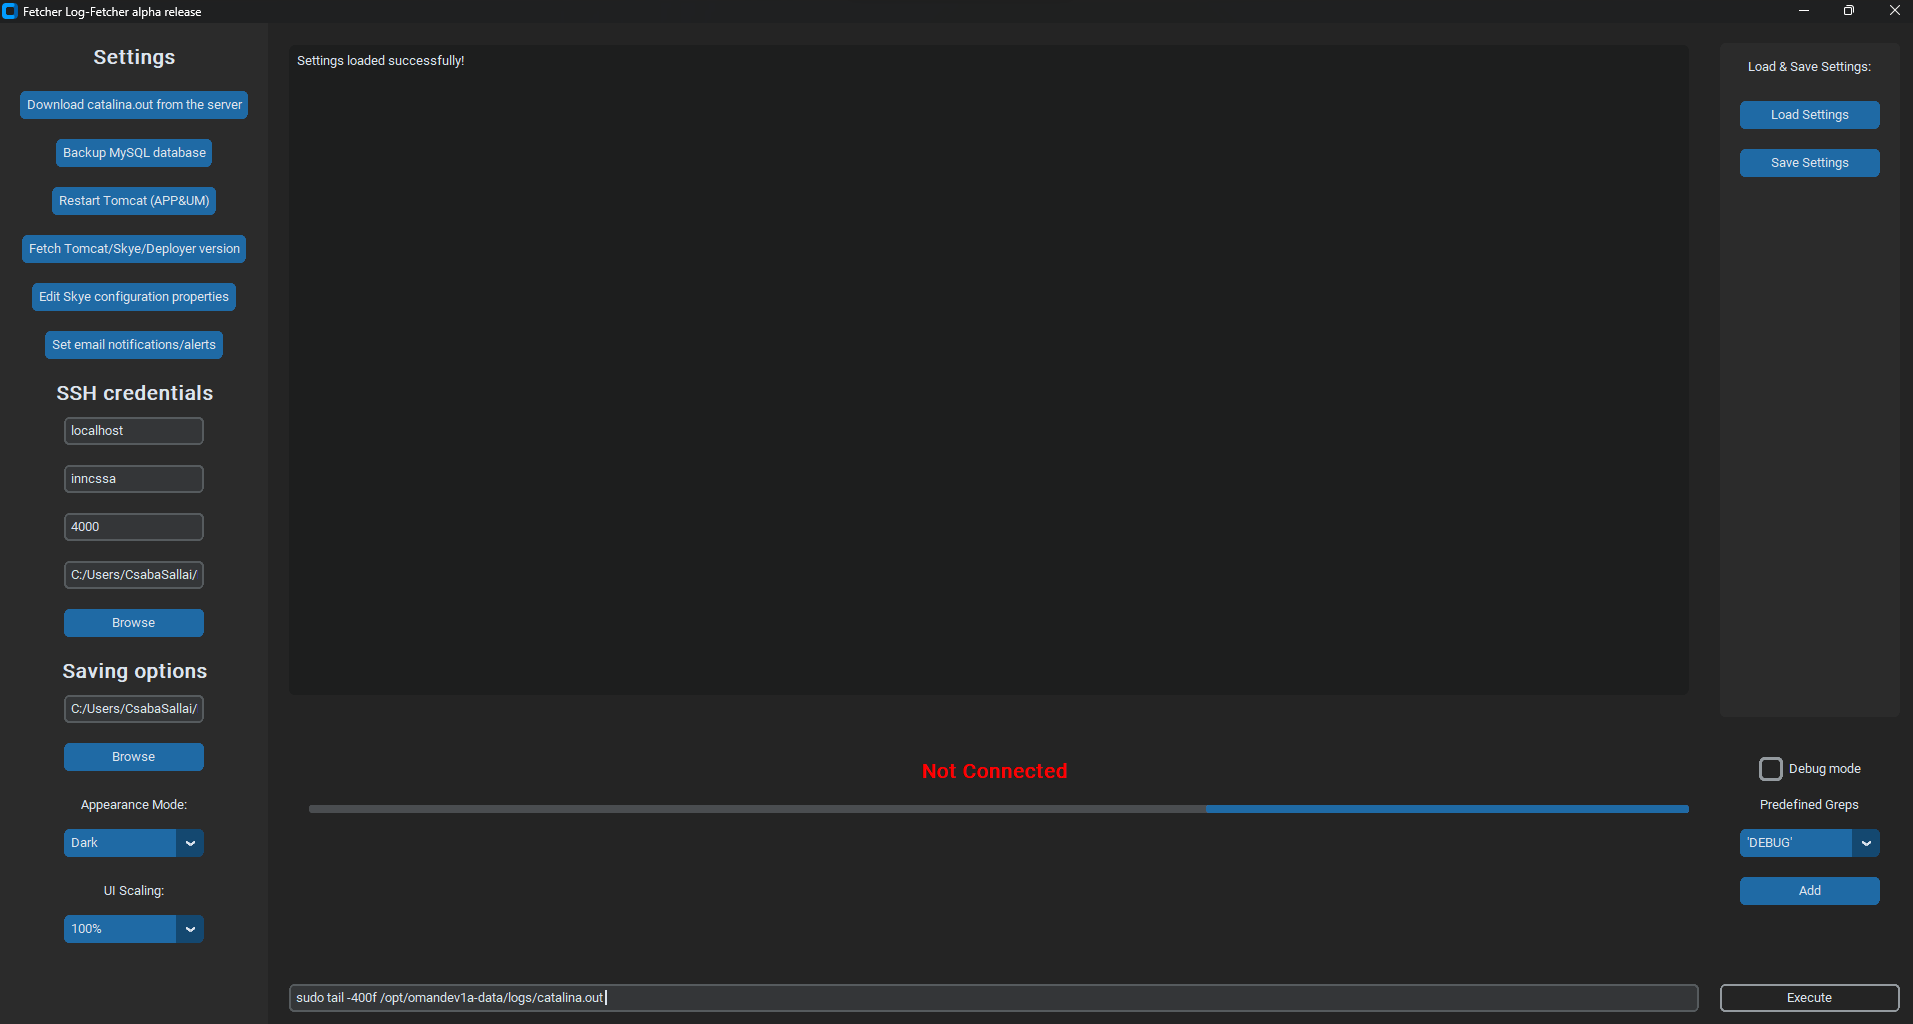 Fetcher Log-Fetcher alpha release
Settings
Download catalina.out from the server
Backup MySQL database
Restart Tomcat (APP&UM)
Fetch Tomcat/Skye/Deployer version
Edit Skye configuration properties
Set email notifications/alerts
SSH credentials
localhost
inncssa
4000
C:/Users/CsabaSallai/
Browse
Saving options
C:/Users/CsabaSallai/
Browse
Appearance Mode:
Dark
UI Scaling:
100%
Settings loaded successfully!
Not Connected
sudo tail -400f /opt/omandev1a-data/logs/catalina.out
Load & Save Settings:
Load Settings
Save Settings
Debug mode
Predefined Greps
'DEBUG'
Add
Execute